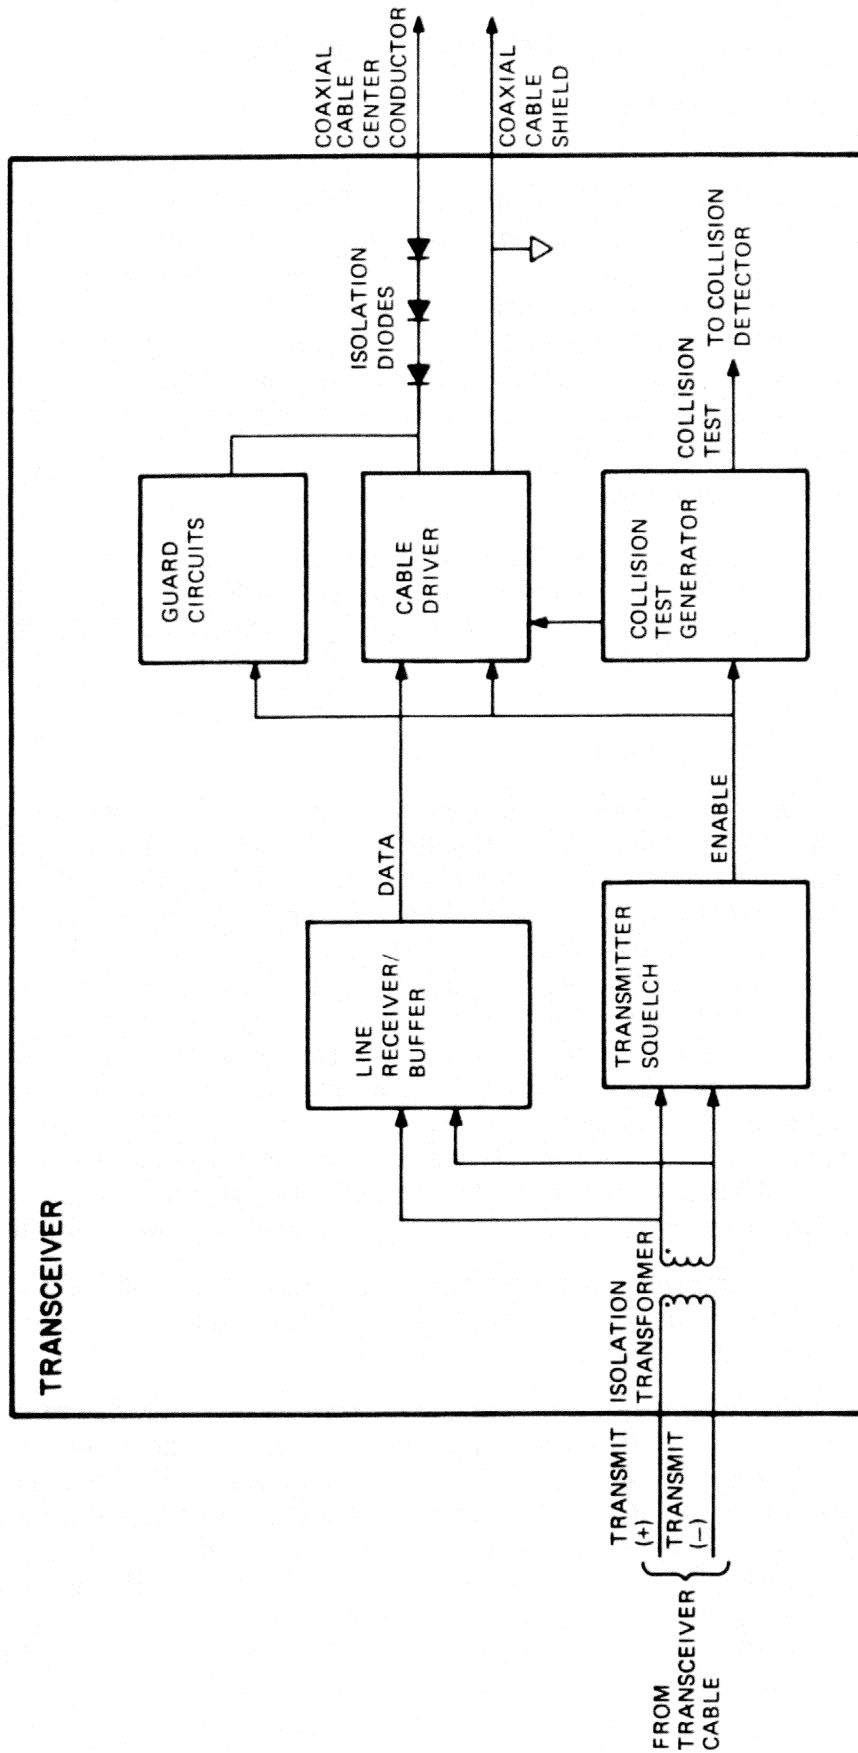 TRANSCEIVER
FROM
TRANSCEIVER
CABLE
TRANSMIT
(+)
TRANSMIT
(−)
ISOLATION
TRANSFORMER
LINE
RECEIVER/
BUFFER
TRANSMITTER
SQUELCH
DATA
ENABLE
GUARD
CIRCUITS
CABLE
DRIVER
COLLISION
TEST
GENERATOR
ISOLATION
DIODES
COLLISION
TEST
TO COLLISION
DETECTOR
COAXIAL
CABLE
CENTER
CONDUCTOR
COAXIAL
CABLE
SHIELD